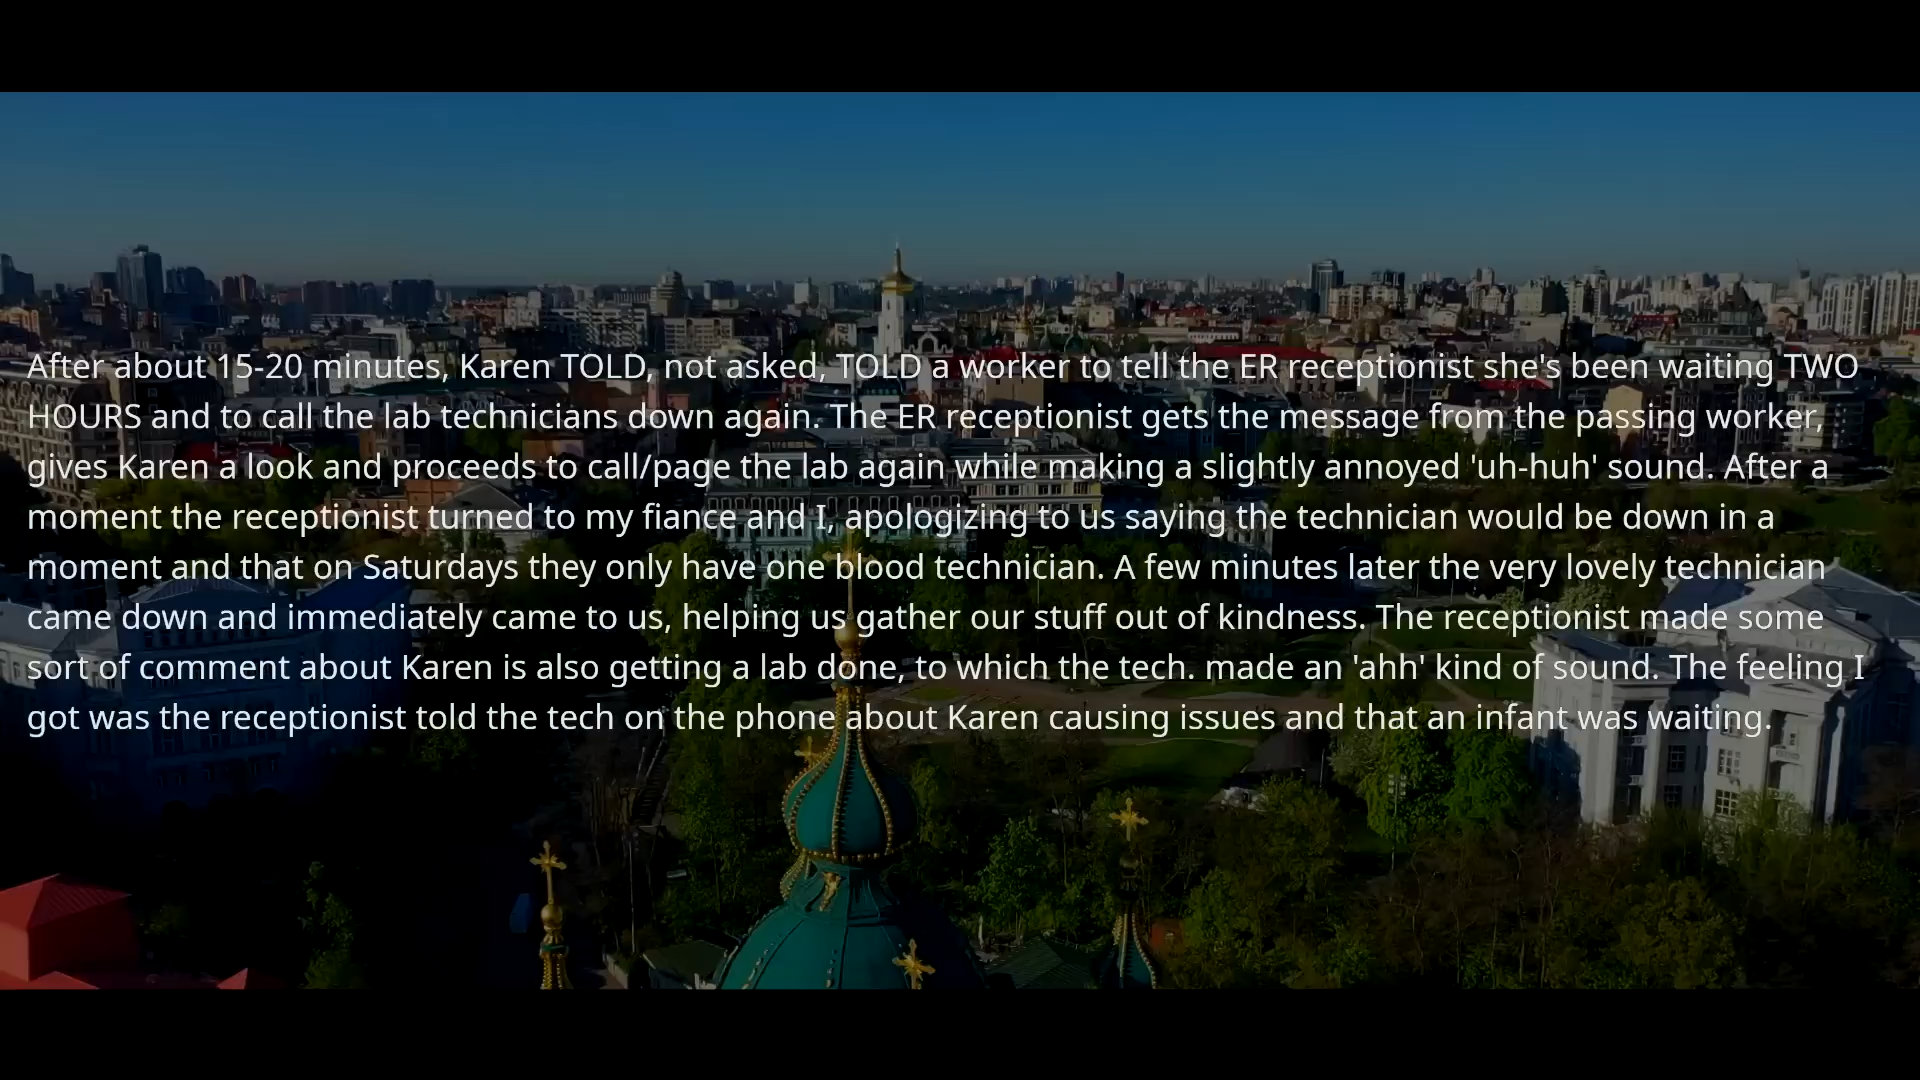 After about 15-20 minutes, Karen TOLD, not asked, TOLD a worker to tell the ER receptionist she's been waiting TWO
HOURS and to call the lab technicians down again. The ER receptionist gets the message from the passing worker,
gives Karen a look and proceeds to call/page the lab again while making a slightly annoyed 'uh-huh' sound. After a
moment the receptionist turned to my fiance and I, apologizing to us saying the technician would be down in a
moment and that on Saturdays they only have one blood technician. A few minutes later the very lovely technician
came down and immediately came to us, helping us gather our stuff out of kindness. The receptionist made some
sort of comment about Karen is also getting a lab done, to which the tech. made an 'ahh' kind of sound. The feeling I
got was the receptionist told the tech on the phone about Karen causing issues and that an infant was waiting.